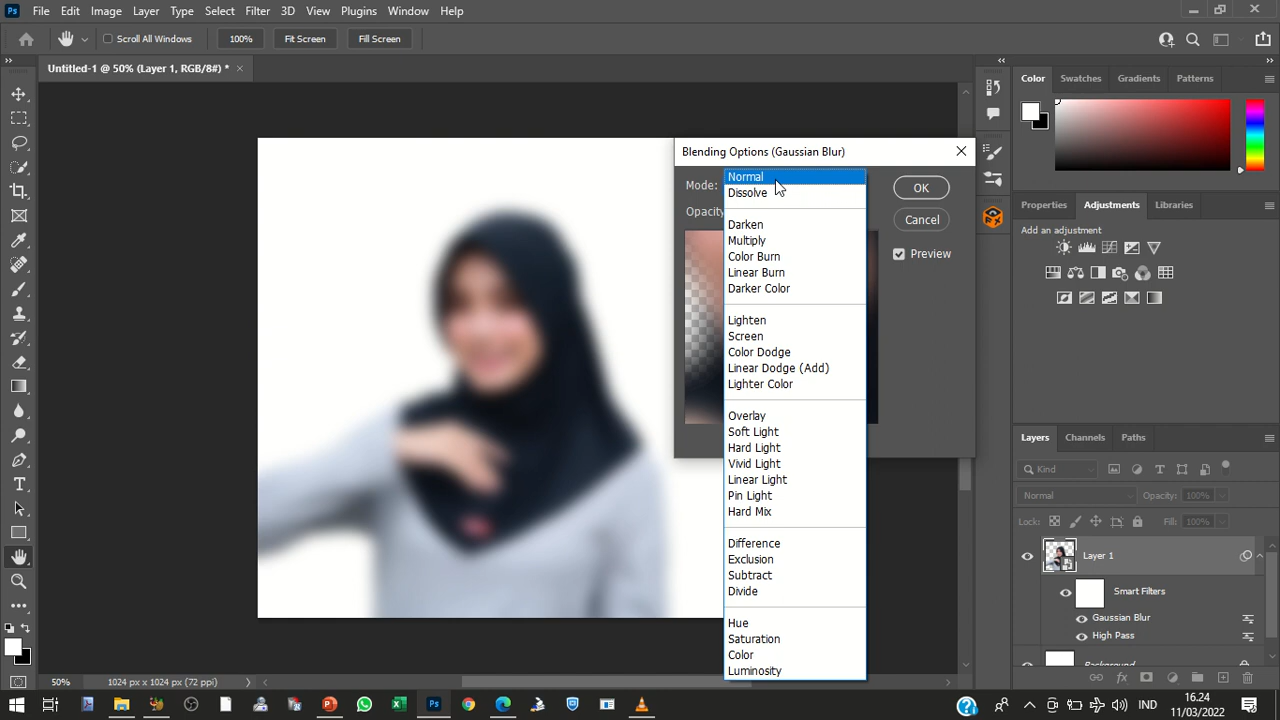 Ps File Edit Image Layer Type Select Filter 3D View Plugins Window Help
Scroll All Windows 100% Fit Screen Fill Screen
Untitled-1 @ 50% (Layer 1, RGB/8#) *
Color Swatches Gradients Patterns
Blending Options (Gaussian Blur)
Mode:
Normal
OK
Dissolve
Opacity
Cancel
Darken
Multiply
Preview
Color Burn
Linear Burn
Darker Color
Lighten
Screen
Color Dodge
Linear Dodge (Add)
Lighter Color
Overlay
Soft Light
Hard Light
Vivid Light
Linear Light
Pin Light
Hard Mix
Difference
Exclusion
Subtract
Divide
Hue
Saturation
Color
Luminosity
Properties Adjustments Libraries
Add an adjustment
Layers Channels Paths
Kind
Normal Opacity: 100%
Lock: Fill: 100%
Layer 1
Smart Filters
Gaussian Blur
High Pass
Background
50% 1024 px x 1024 px (72 ppi)
IND
16.24
11/03/2022